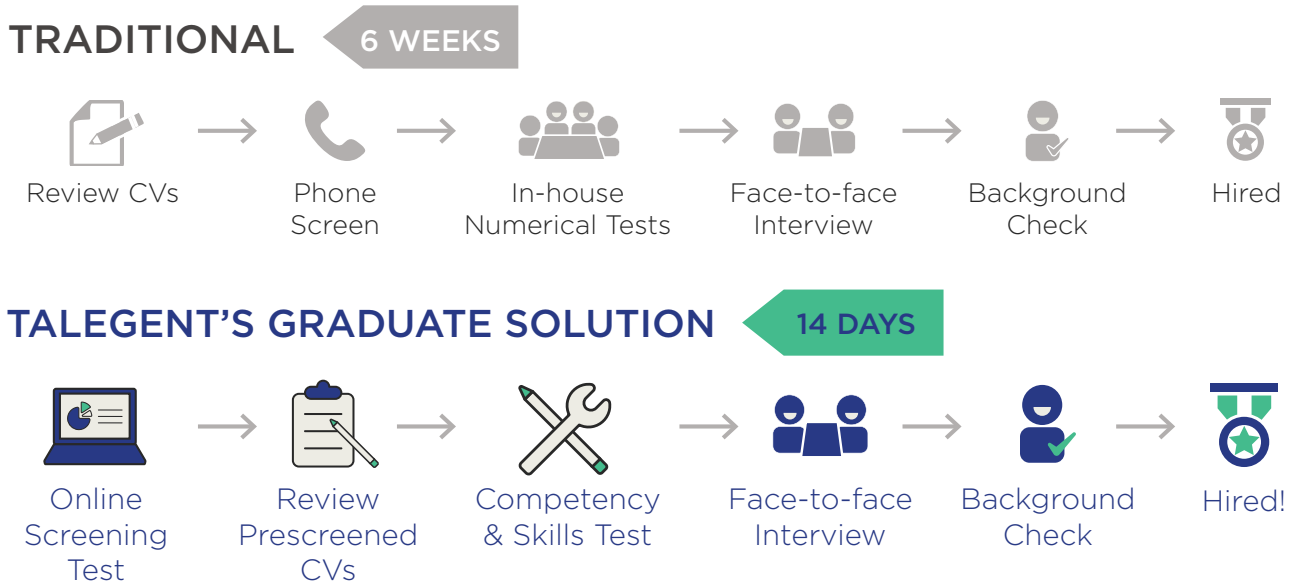 TRADITIONAL
6 WEEKS
Review CVs
Phone
Screen
In-house
Numerical Tests
Face-to-face
Interview
Background
Check
Hired
TALEGENT’S GRADUATE SOLUTION
14 DAYS
Online
Screening
Test
Review
Prescreened
CVs
Competency
& Skills Test
Face-to-face
Interview
Background
Check
Hired!